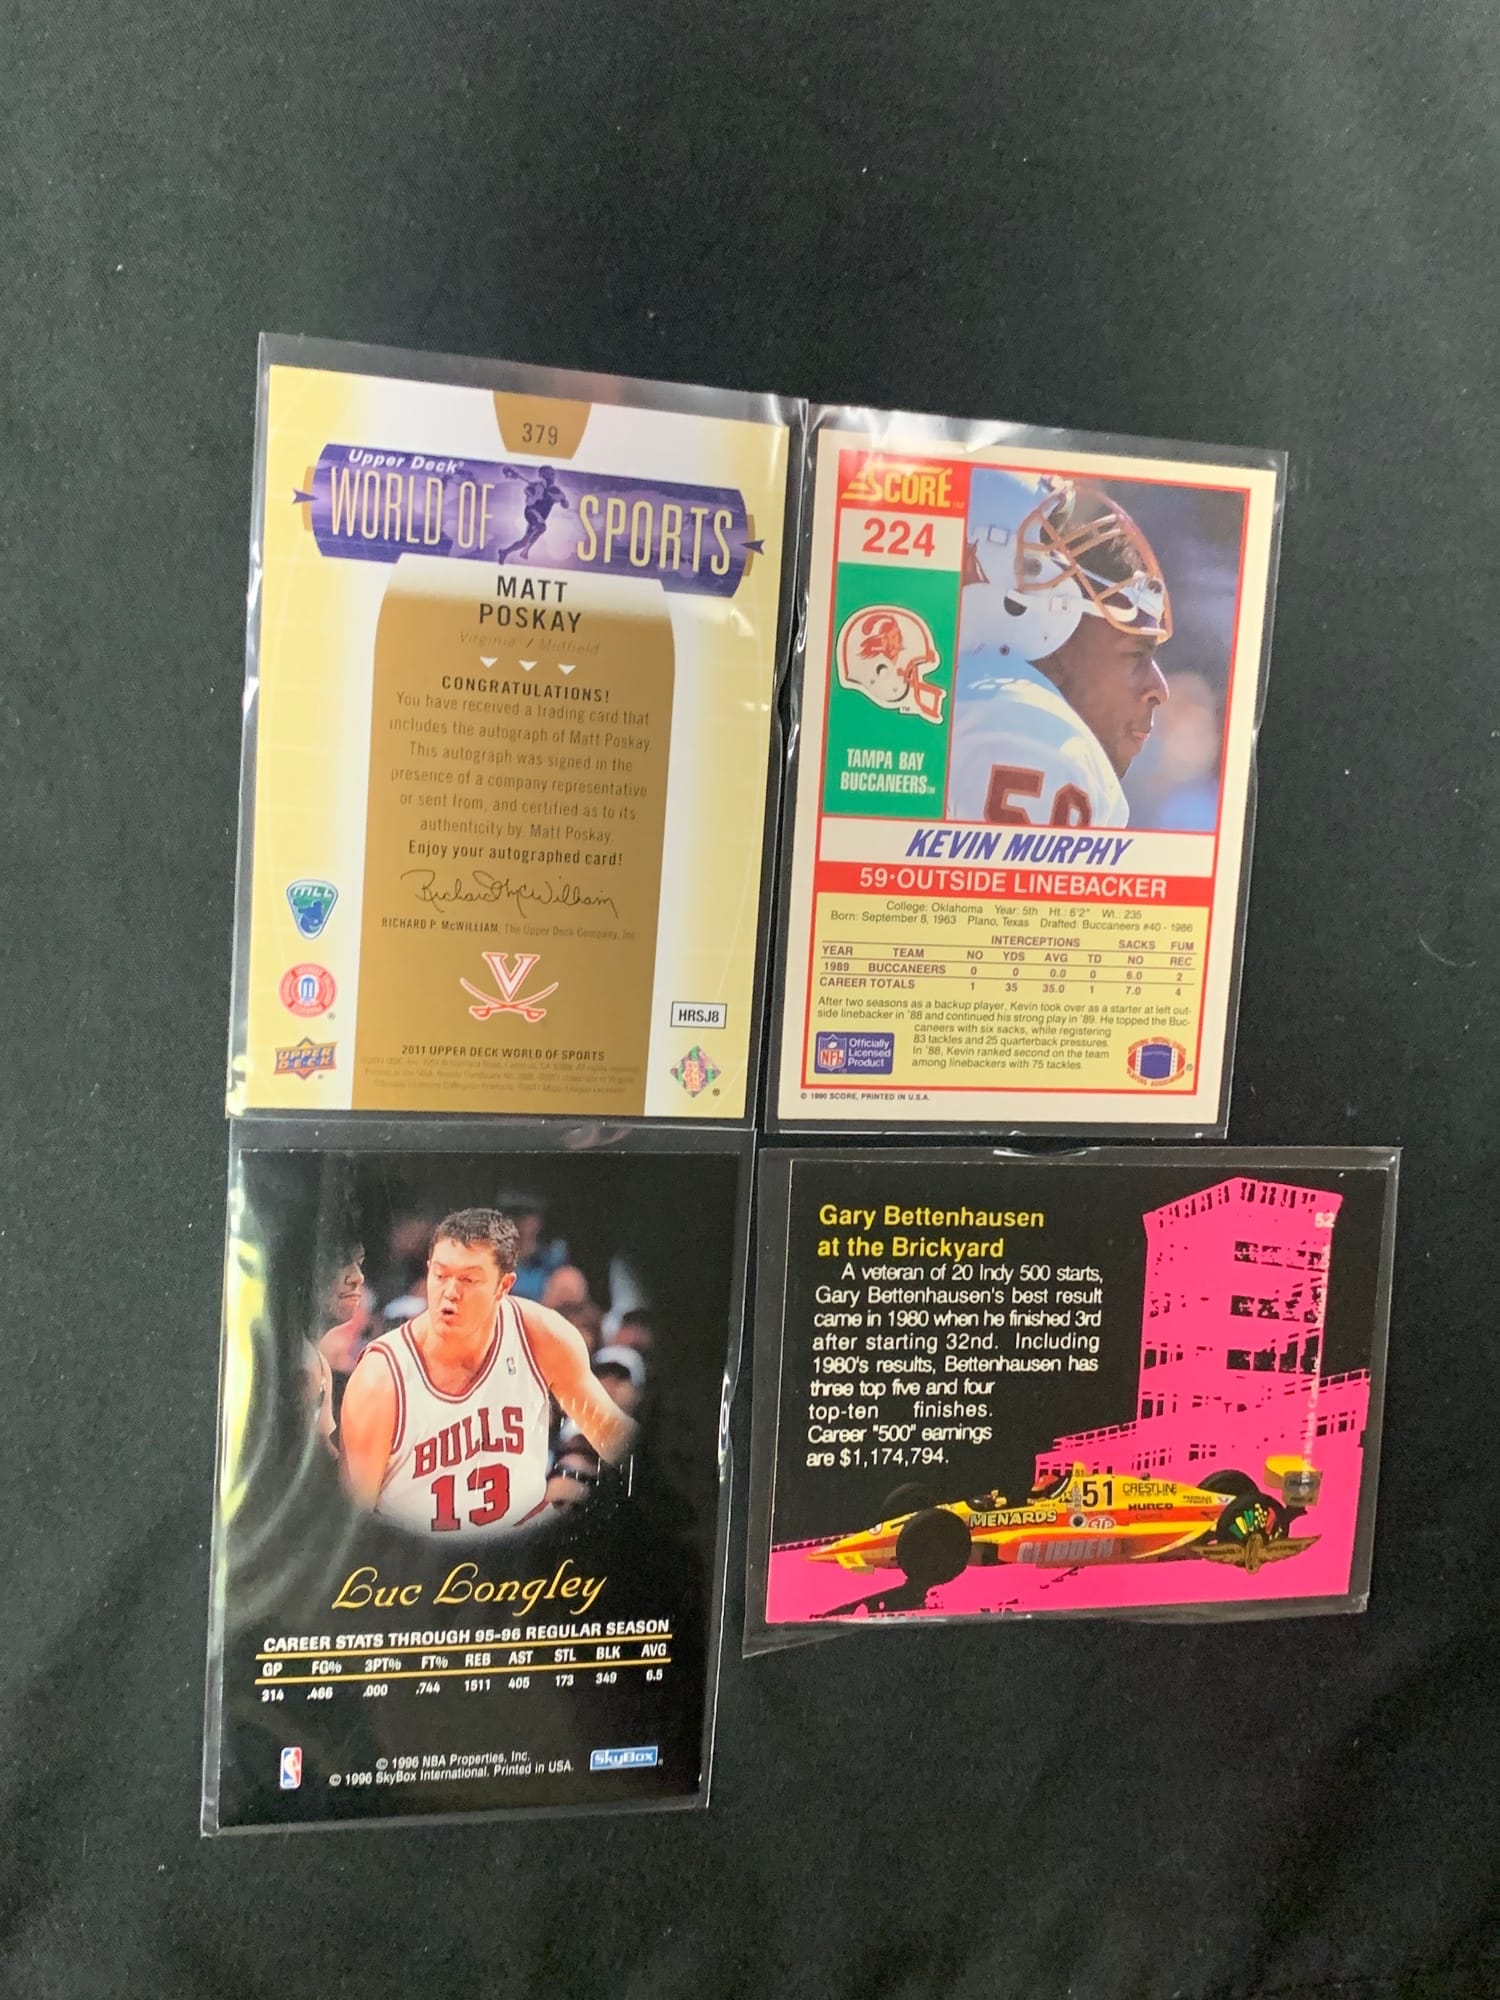 379
Upper Deck
WORLD OF SPORTS
MATT
POSKAY
Virginia / Midfield
CONGRATULATIONS!
You have received a trading card that
includes the autograph of Matt Poskay
This autograph was signed in the
presence of a company representative
or sent from, and certified as to its
authenticity by Matt Poskay.
Enjoy your autographed card!
Richard McWilliam
RICHARD P. McWILLIAM, The Upper Deck Company, Inc.
MLL
V
HRSJ8
UPPER
DECK
2011 UPPER DECK WORLD OF SPORTS
SCORE
224
TAMPA BAY
BUCCANEERS
59
KEVIN MURPHY
59•OUTSIDE LINEBACKER
College: Oklahoma Year: 5th Ht.: 6'2" Wt.: 235
Born: September 8, 1963 Plano, Texas Drafted: Buccaneers #40 - 1986
INTERCEPTIONS SACKS FUM
YEAR TEAM NO YDS AVG TD NO REC
1989 BUCCANEERS 0 0 0.0 0 6.0 2
CAREER TOTALS 1 35 35.0 1 7.0 4
After two seasons as a backup player, Kevin took over as a starter at left out-
side linebacker in '88 and continued his strong play in '89. He topped the Buc-
caneers with six sacks, while registering
83 tackles and 25 quarterback pressures.
In '88, Kevin ranked second on the team
among linebackers with 75 tackles.
NFL
Officially
Licensed
Product
© 1990 SCORE, PRINTED IN U.S.A.
BULLS
13
Luc Longley
CAREER STATS THROUGH 95-96 REGULAR SEASON
GP FG% 3PT% FT% REB AST STL BLK AVG
314 .466 .000 .744 1511 405 173 349 6.5
© 1996 NBA Properties, Inc.
© 1996 SkyBox International. Printed in USA.
SkyBox
52
Gary Bettenhausen
at the Brickyard
A veteran of 20 Indy 500 starts,
Gary Bettenhausen's best result
came in 1980 when he finished 3rd
after starting 32nd. Including
1980's results, Bettenhausen has
three top five and four
top-ten finishes.
Career "500" earnings
are $1,174,794.
51
CRESTLINE
MENARDS
STP
HURCO
GLIDDEN